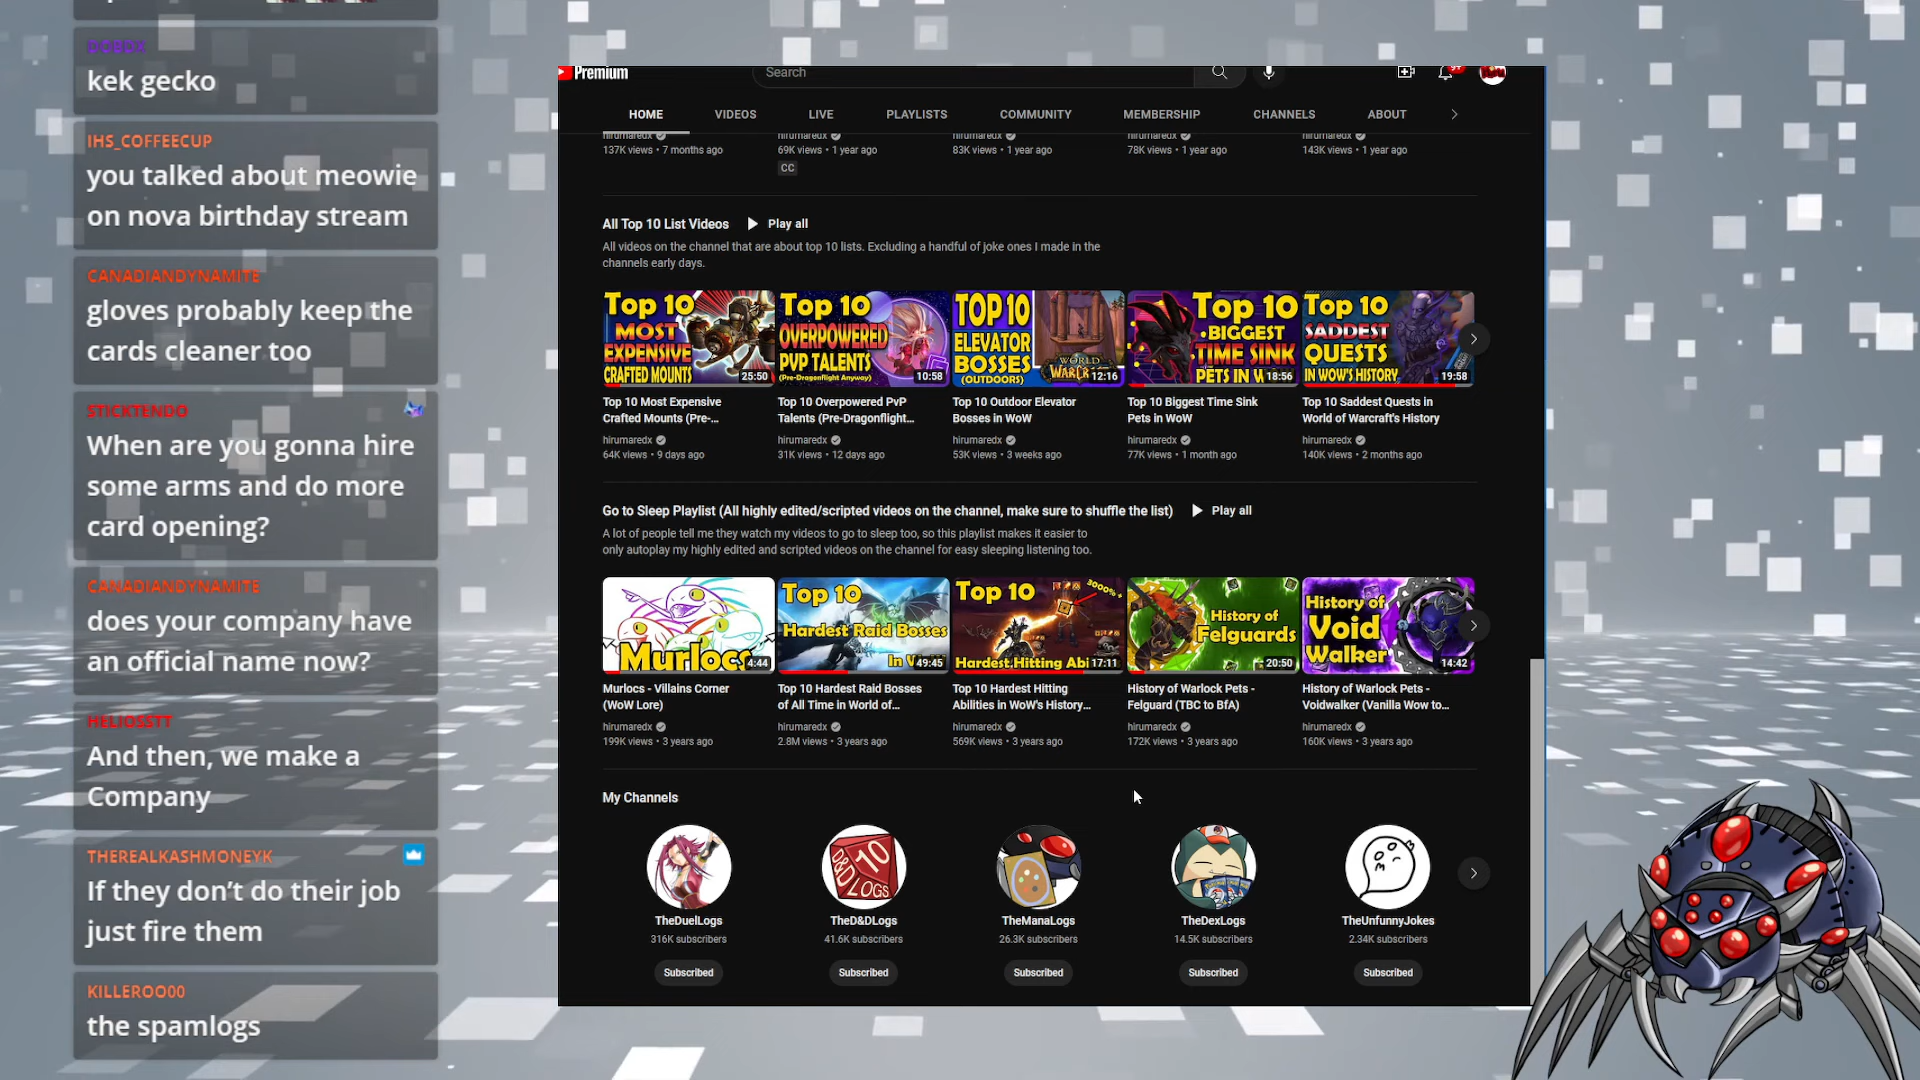 DOBEX
kek gecko
IHS_COFFEECUP
you talked about meowie
on nova birthday stream
CANADIANDYNAMITE
gloves probably keep the
cards cleaner too
STICKTENDO
When are you gonna hire
some arms and do more
card opening?
CANADIANDYNAMITE
does your company have
an official name now?
HELIOSSTT
And then, we make a
Company
THEREALKASHMONEYK
If they don’t do their job
just fire them
KILLEROO00
the spamlogs
Premium
Search
9+
HOME VIDEOS LIVE PLAYLISTS COMMUNITY MEMBERSHIP CHANNELS ABOUT
hirumaredx hirumaredx hirumaredx hirumaredx hirumaredx
137K views • 7 months ago 69K views • 1 year ago 83K views • 1 year ago 78K views • 1 year ago 143K views • 1 year ago
CC
All Top 10 List Videos Play all
All videos on the channel that are about top 10 lists. Excluding a handful of joke ones I made in the
channels early days.
Top 10
MOST
EXPENSIVE
CRAFTED MOUNTS
25:50
Top 10
OVERPOWERED
PVP TALENTS
(Pre-Dragonflight Anyway)
10:58
TOP 10
ELEVATOR
BOSSES
(OUTDOORS)
WORLD
WARCRAFT
12:16
Top 10
BIGGEST
TIME SINK
PETS IN W
18:56
Top 10
SADDEST
QUESTS
IN WOW'S HISTORY
19:58
Top 10 Most Expensive
Crafted Mounts (Pre-...
hirumaredx
64K views • 9 days ago
Top 10 Overpowered PvP
Talents (Pre-Dragonflight...
hirumaredx
31K views • 12 days ago
Top 10 Outdoor Elevator
Bosses in WoW
hirumaredx
53K views • 3 weeks ago
Top 10 Biggest Time Sink
Pets in WoW
hirumaredx
77K views • 1 month ago
Top 10 Saddest Quests in
World of Warcraft's History
hirumaredx
140K views • 2 months ago
Go to Sleep Playlist (All highly edited/scripted videos on the channel, make sure to shuffle the list) Play all
A lot of people tell me they watch my videos to go to sleep too, so this playlist makes it easier to
only autoplay my highly edited and scripted videos on the channel for easy sleeping listening too.
Murlocs
4:44
Top 10
Hardest Raid Bosses
In W
49:45
Top 10
3000%+
Hardest Hitting Abi
17:11
History of
Felguards
20:50
History of
Void
Walker
14:42
Murlocs - Villains Corner
(WoW Lore)
hirumaredx
199K views • 3 years ago
Top 10 Hardest Raid Bosses
of All Time in World of...
hirumaredx
2.8M views • 3 years ago
Top 10 Hardest Hitting
Abilities in WoW's History...
hirumaredx
569K views • 3 years ago
History of Warlock Pets -
Felguard (TBC to BfA)
hirumaredx
172K views • 3 years ago
History of Warlock Pets -
Voidwalker (Vanilla Wow to...
hirumaredx
160K views • 3 years ago
My Channels
10
D&D LOGS
TheDuelLogs TheD&DLogs TheManaLogs TheDexLogs TheUnfunnyJokes
316K subscribers 41.6K subscribers 26.3K subscribers 14.5K subscribers 2.34K subscribers
Subscribed Subscribed Subscribed Subscribed Subscribed